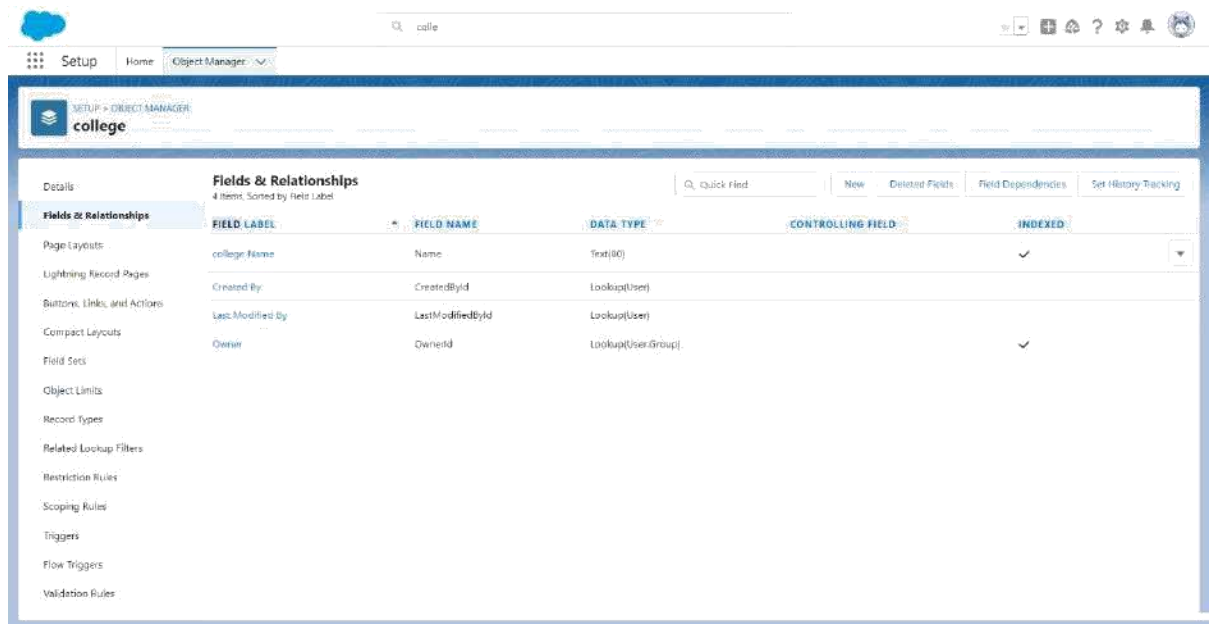 colle
Setup Home Object Manager
SETUP > OBJECT MANAGER
college
Details
Fields & Relationships
Page Layouts
Lightning Record Pages
Buttons, Links, and Actions
Compact Layouts
Field Sets
Object Limits
Record Types
Related Lookup Filters
Restriction Rules
Scoping Rules
Triggers
Flow Triggers
Validation Rules
Fields & Relationships
4 Items, Sorted by Field Label
Quick Find New Deleted Fields Field Dependencies Set History Tracking
FIELD LABEL FIELD NAME DATA TYPE CONTROLLING FIELD INDEXED
college Name Name Text(80)
Created By CreatedById Lookup(User)
Last Modified By LastModifiedById Lookup(User)
Owner OwnerId Lookup(User,Group)